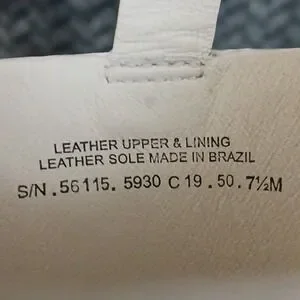 LEATHER UPPER & LINING
LEATHER SOLE MADE IN BRAZIL
S/N.56115.5930 C 19.50.7½M